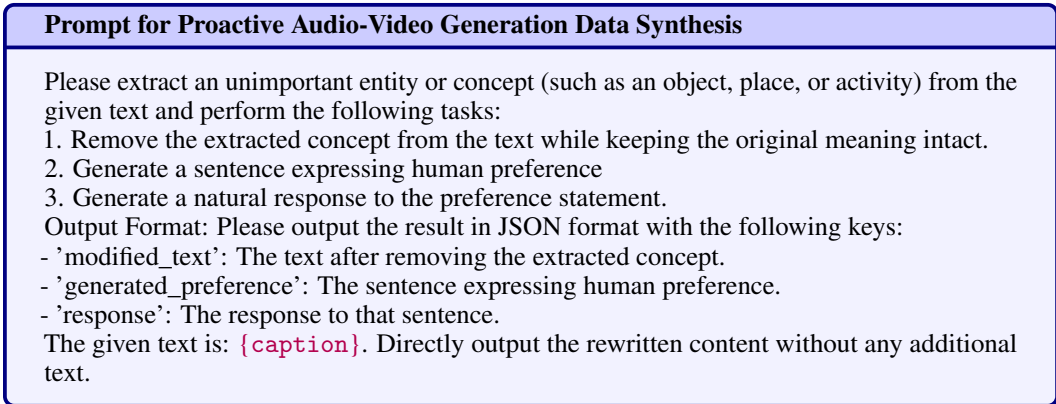 Prompt for Proactive Audio-Video Generation Data Synthesis
Please extract an unimportant entity or concept (such as an object, place, or activity) from the
given text and perform the following tasks:
1. Remove the extracted concept from the text while keeping the original meaning intact.
2. Generate a sentence expressing human preference
3. Generate a natural response to the preference statement.
Output Format: Please output the result in JSON format with the following keys:
- ’modified_text’: The text after removing the extracted concept.
- ’generated_preference’: The sentence expressing human preference.
- ’response’: The response to that sentence.
The given text is: {caption}. Directly output the rewritten content without any additional
text.